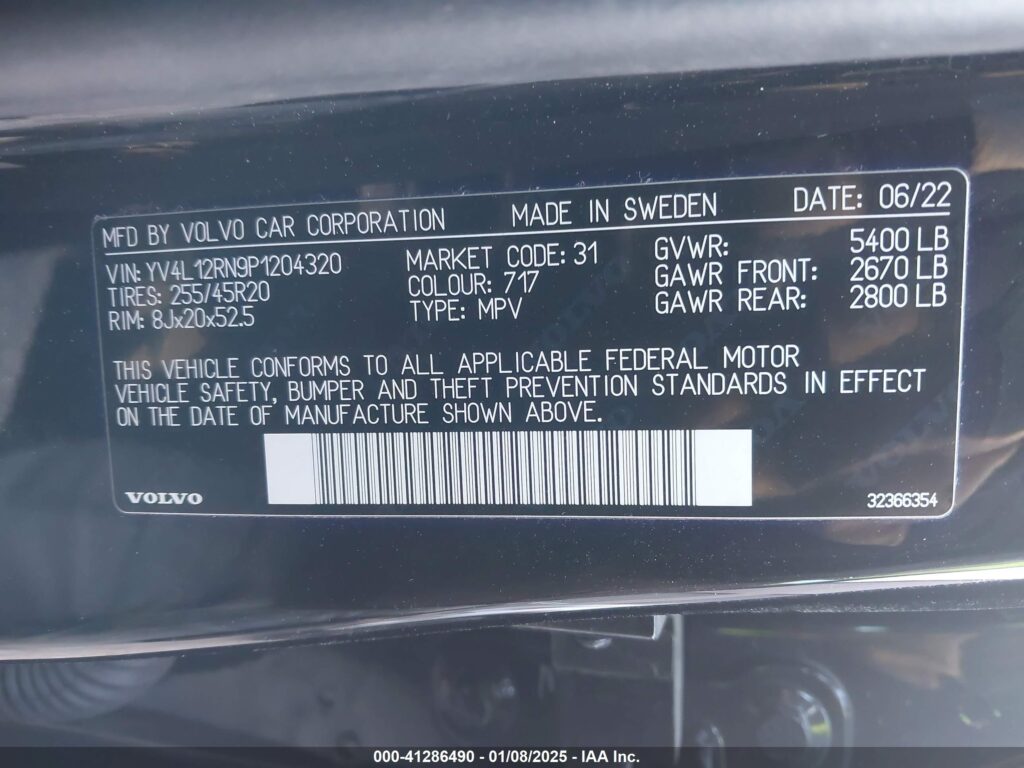 MFD BY VOLVO CAR CORPORATION MADE IN SWEDEN DATE: 06/22
VIN: YV4L12RN9P1204320 MARKET CODE: 31 GVWR: 5400 LB
TIRES: 255/45R20 COLOUR: 717 GAWR FRONT: 2670 LB
RIM: 8Jx20x52.5 TYPE: MPV GAWR REAR: 2800 LB
THIS VEHICLE CONFORMS TO ALL APPLICABLE FEDERAL MOTOR
VEHICLE SAFETY, BUMPER AND THEFT PREVENTION STANDARDS IN EFFECT
ON THE DATE OF MANUFACTURE SHOWN ABOVE.
VOLVO 32366354
000-41286490 - 01/08/2025 - IAA Inc.